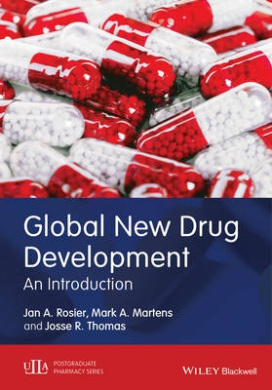 Global New Drug
Development
An Introduction
Jan A. Rosier, Mark A. Martens
and Josse R. Thomas
ULLA
POSTGRADUATE
PHARMACY SERIES
WILEY Blackwell